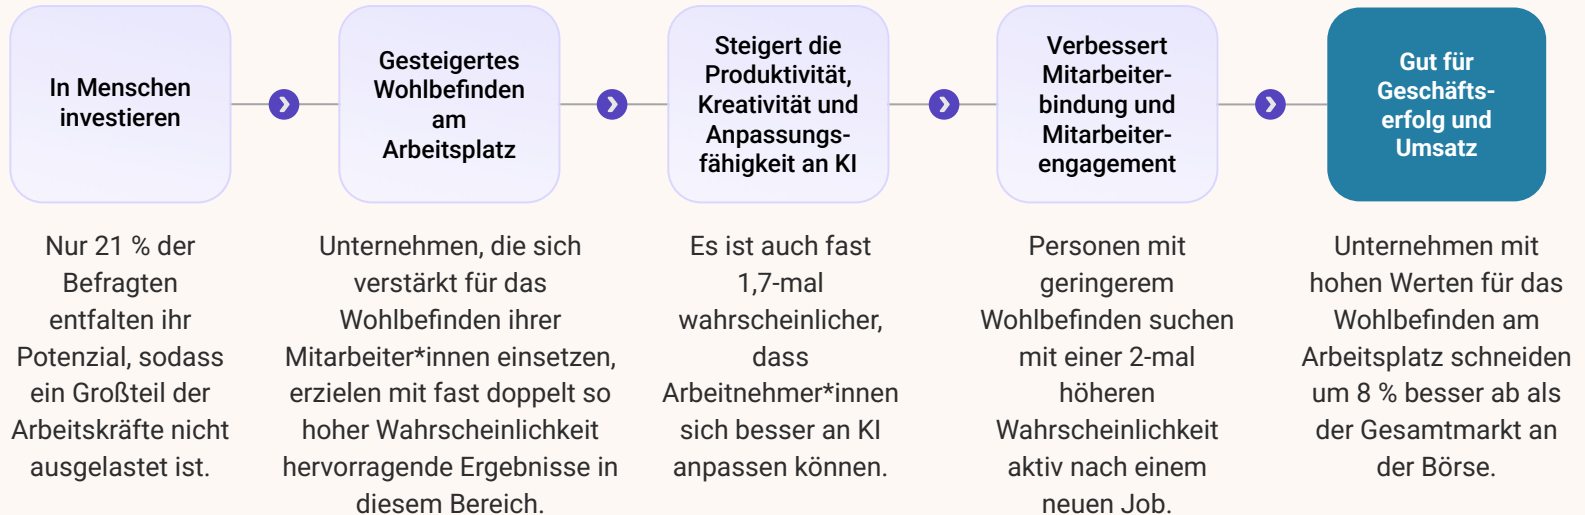 In Menschen
investieren
Gesteigertes
Wohlbefinden
am
Arbeitsplatz
Steigert die
Produktivität,
Kreativität und
Anpassungs-
fähigkeit an KI
Verbessert
Mitarbeiter-
bindung und
Mitarbeiter-
engagement
Gut für
Geschäfts-
erfolg und
Umsatz
Nur 21 % der
Befragten
entfalten ihr
Potenzial, sodass
ein Großteil der
Arbeitskräfte nicht
ausgelastet ist.
Unternehmen, die sich
verstärkt für das
Wohlbefinden ihrer
Mitarbeiter*innen einsetzen,
erzielen mit fast doppelt so
hoher Wahrscheinlichkeit
hervorragende Ergebnisse in
diesem Bereich.
Es ist auch fast
1,7-mal
wahrscheinlicher,
dass
Arbeitnehmer*innen
sich besser an KI
anpassen können.
Personen mit
geringerem
Wohlbefinden suchen
mit einer 2-mal
höheren
Wahrscheinlichkeit
aktiv nach einem
neuen Job.
Unternehmen mit
hohen Werten für das
Wohlbefinden am
Arbeitsplatz schneiden
um 8 % besser ab als
der Gesamtmarkt an
der Börse.